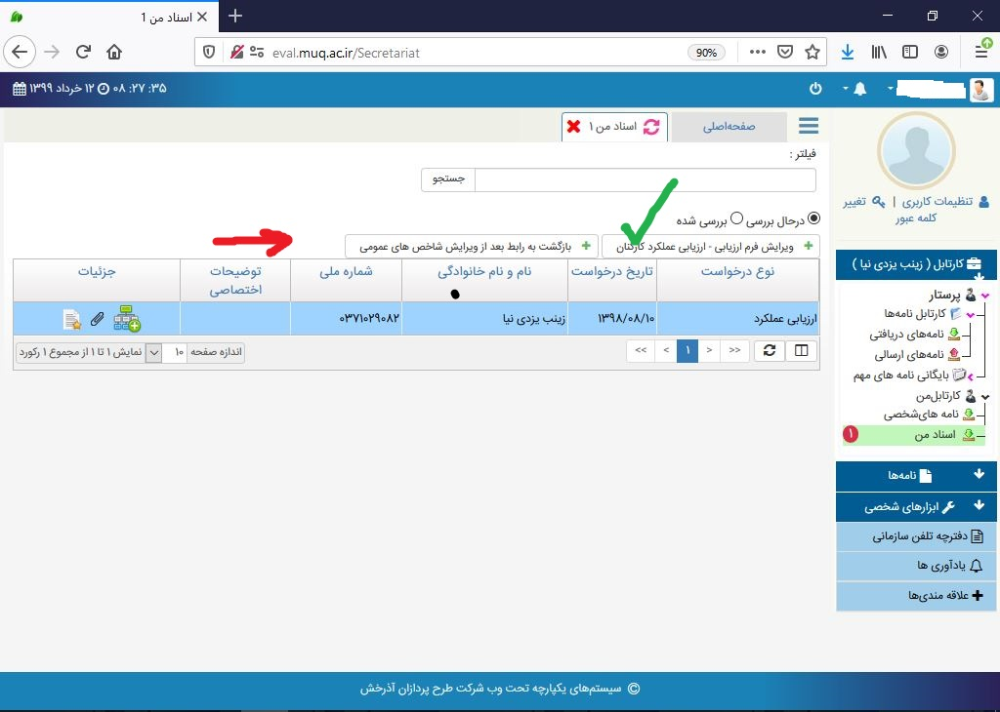 اسناد من 1
eval.muq.ac.ir/Secretariat
90%
۱۲ خرداد ۱۳۹۹ ۰۸ :۲۷ :۳۵
صفحه‌اصلی
اسناد من ۱
فیلتر :
جستجو
درحال بررسی بررسی شده
ویرایش فرم ارزیابی - ارزیابی عملکرد کارکنان
بازگشت به رابط بعد از ویرایش شاخص های عمومی
نوع درخواست تاریخ درخواست نام و نام خانوادگی شماره ملی توضیحات اختصاصی جزئیات
ارزیابی عملکرد ۱۳۹۸/۰۸/۱۰ زینب یزدی نیا ۰۳۷۱۰۲۹۰۸۲
<< < ۱ > >>
اندازه صفحه ۱۰ نمایش ۱ تا ۱ از مجموع ۱ رکورد
تنظیمات کاربری | تغییر
کلمه عبور
کارتابل ( زینب یزدی نیا )
پرستار
کارتابل نامه‌ها
نامه‌های دریافتی
نامه‌های ارسالی
بایگانی نامه های مهم
کارتابل‌من
نامه های‌شخصی
اسناد من ۱
نامه‌ها
ابزارهای شخصی
دفترچه تلفن سازمانی
یادآوری ها
علاقه مندی‌ها
© سیستم‌های یکپارچه تحت وب شرکت طرح پردازان آذرخش